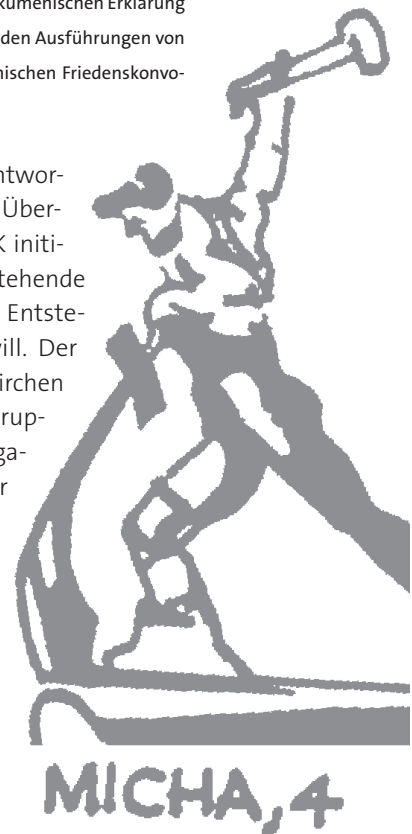 kumenischen Erklärung
den Ausführungen von
nischen Friedenskonvo-
ntwor-
Über-
K initi-
tehende
Entste-
vill. Der
irchen
rup-
ga-
r
MICHA, 4